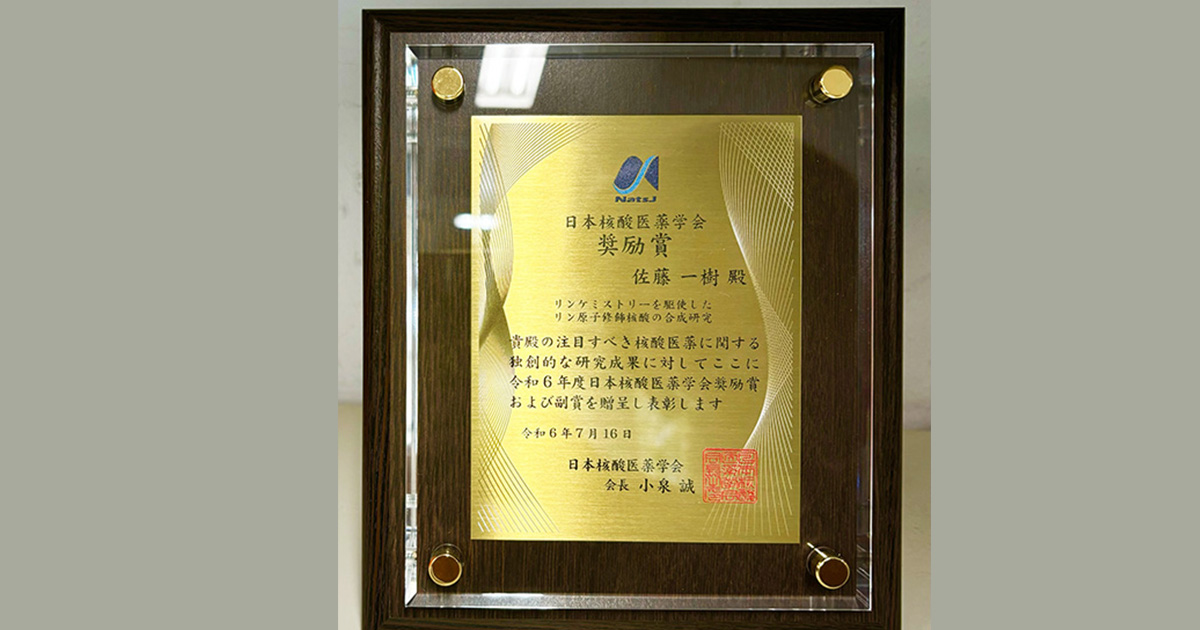 NatsJ
日本核酸医薬学会
奨励賞
佐藤 一樹 殿
リンケミストリーを駆使した
リン原子修飾核酸の合成研究
貴殿の注目すべき核酸医薬に関する
独創的な研究成果に対してここに
令和6年度日本核酸医薬学会奨励賞
および副賞を贈呈し表彰します
令和6年7月16日
日本核酸医薬学会
会長 小泉 誠